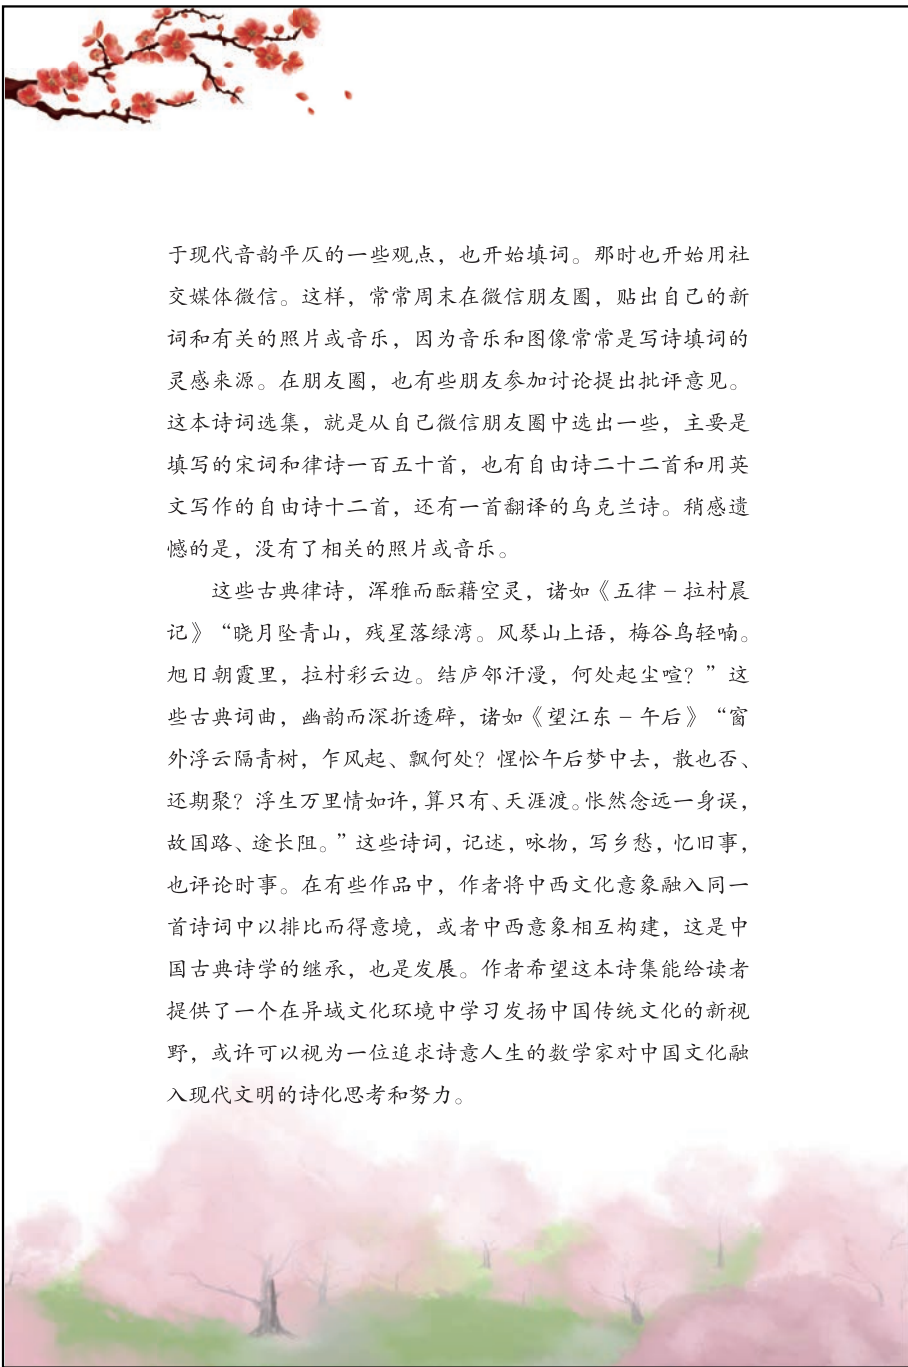 于现代音韵平仄的一些观点，也开始填词。那时也开始用社
交媒体微信。这样，常常周末在微信朋友圈，贴出自己的新
词和有关的照片或音乐，因为音乐和图像常常是写诗填词的
灵感来源。在朋友圈，也有些朋友参加讨论提出批评意见。
这本诗词选集，就是从自己微信朋友圈中选出一些，主要是
填写的宋词和律诗一百五十首，也有自由诗二十二首和用英
文写作的自由诗十二首，还有一首翻译的乌克兰诗。稍感遗
憾的是，没有了相关的照片或音乐。
这些古典律诗，浑雅而酝藉空灵，诸如《五律－拉村晨
记》“晓月坠青山，残星落绿湾。风琴山上语，梅谷鸟轻喃。
旭日朝霞里，拉村彩云边。结庐邻汗漫，何处起尘喧？”这
些古典词曲，幽韵而深折透辟，诸如《望江东－午后》“窗
外浮云隔青树，乍风起、飘何处？惺忪午后梦中去，散也否、
还期聚？浮生万里情如许，算只有、天涯渡。怅然念远一身误，
故国路、途长阻。”这些诗词，记述，咏物，写乡愁，忆旧事，
也评论时事。在有些作品中，作者将中西文化意象融入同一
首诗词中以排比而得意境，或者中西意象相互构建，这是中
国古典诗学的继承，也是发展。作者希望这本诗集能给读者
提供了一个在异域文化环境中学习发扬中国传统文化的新视
野，或许可以视为一位追求诗意人生的数学家对中国文化融
入现代文明的诗化思考和努力。